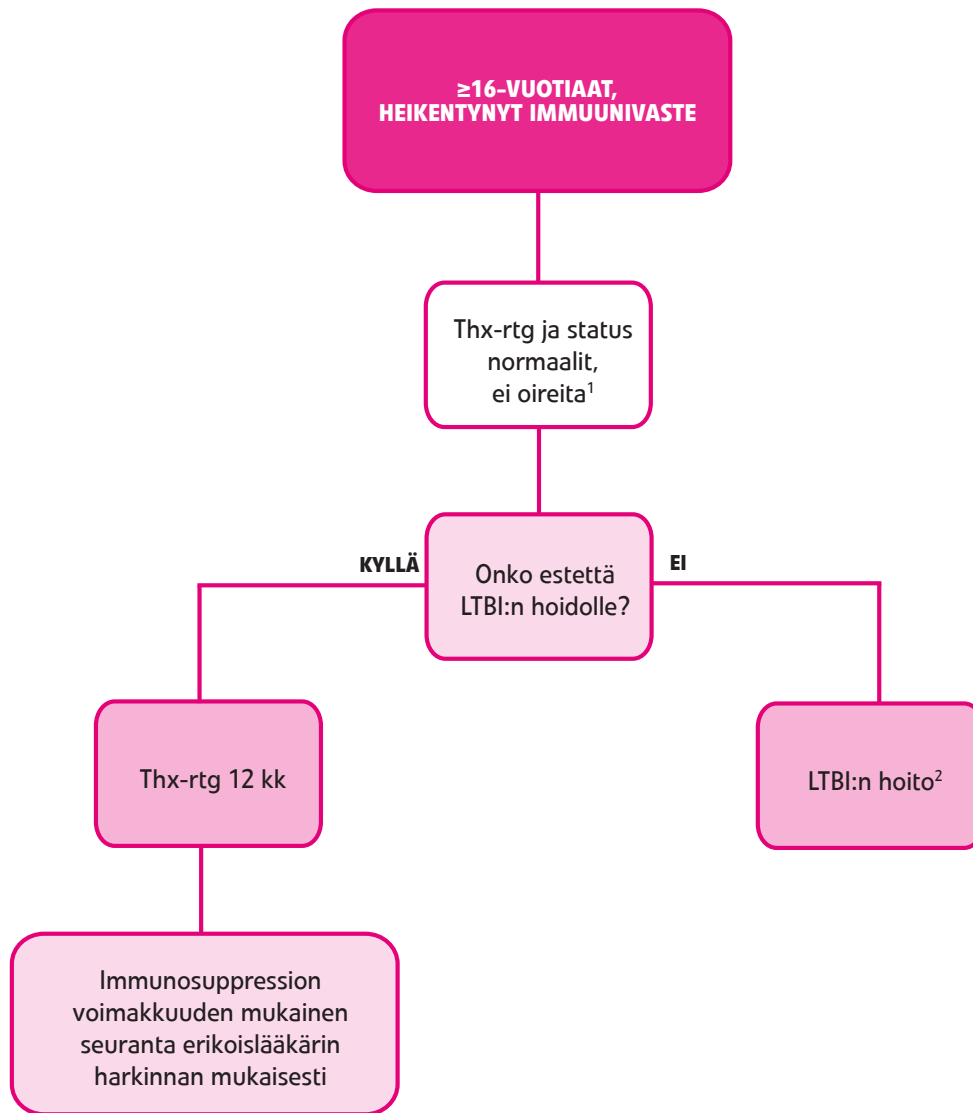 ≥16-VUOTIAAT,
HEIKENTYNYT IMMUUNIVASTE
Thx-rtg ja status
normaalit,
ei oireita¹
KYLLÄ
Onko estettä
LTBI:n hoidolle?
EI
Thx-rtg 12 kk
LTBI:n hoito²
Immunosuppression
voimakkuuden mukainen
seuranta erikoislääkärin
harkinnan mukaisesti